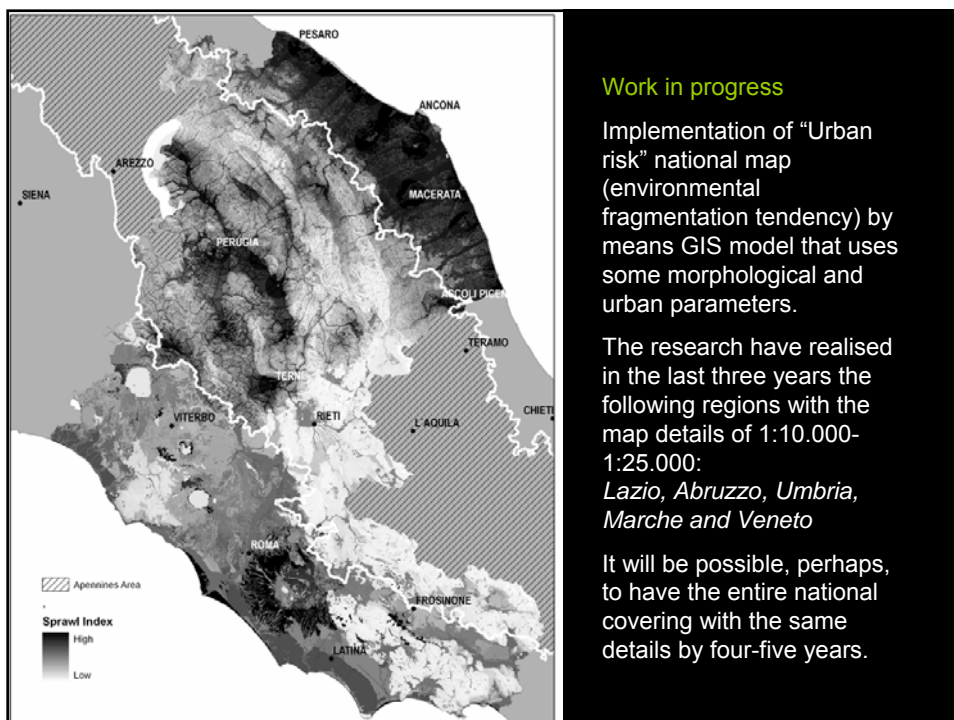 PESARO
ANCONA
AREZZO
SIENA
MACERATA
PERUGIA
ASCOLI PICEN
TERAMO
TERNI
RIETI
CHIETI
VITERBO
L'AQUILA
ROMA
FROSINONE
LATINA
Apennines Area
Sprawl Index
High
Low
Work in progress
Implementation of “Urban
risk” national map
(environmental
fragmentation tendency) by
means GIS model that uses
some morphological and
urban parameters.
The research have realised
in the last three years the
following regions with the
map details of 1:10.000-
1:25.000:
Lazio, Abruzzo, Umbria,
Marche and Veneto
It will be possible, perhaps,
to have the entire national
covering with the same
details by four-five years.